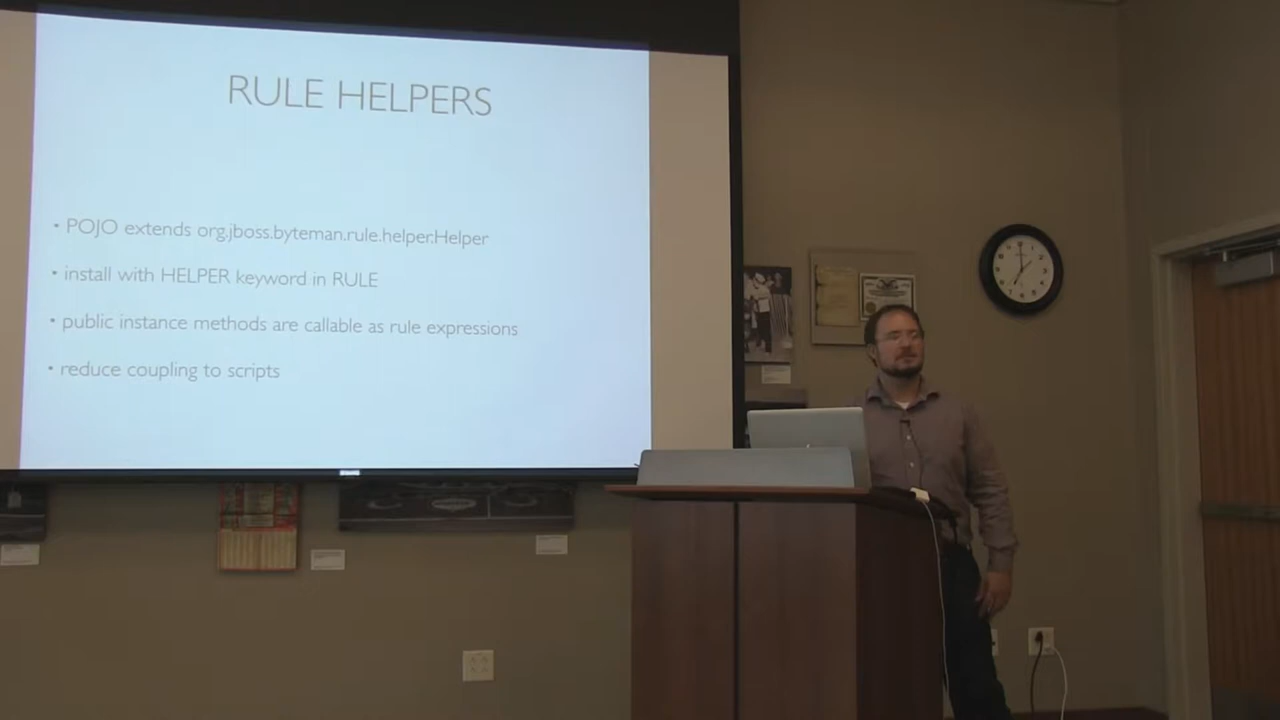 RULE HELPERS
• POJO extends org.jboss.byteman.rule.helper.Helper
• install with HELPER keyword in RULE
• public instance methods are callable as rule expressions
• reduce coupling to scripts